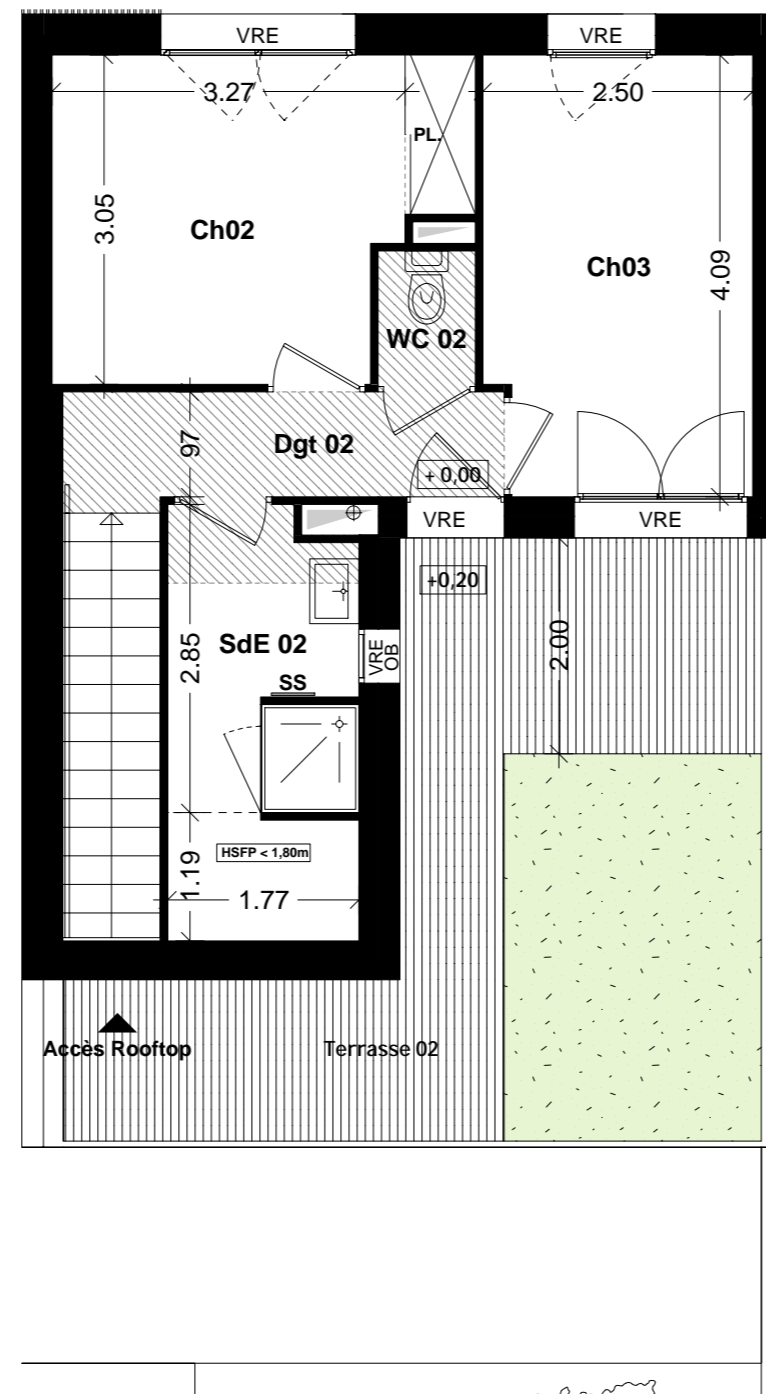 VRE
VRE
3.27
2.50
PL.
3.05
Ch02
Ch03
4.09
WC 02
97
Dgt 02
+ 0,00
VRE
VRE
+0,20
2.85
SdE 02
VRE
OB
2.00
SS
HSFP < 1,80m
1.19
1.77
Accès Rooftop
Terrasse 02